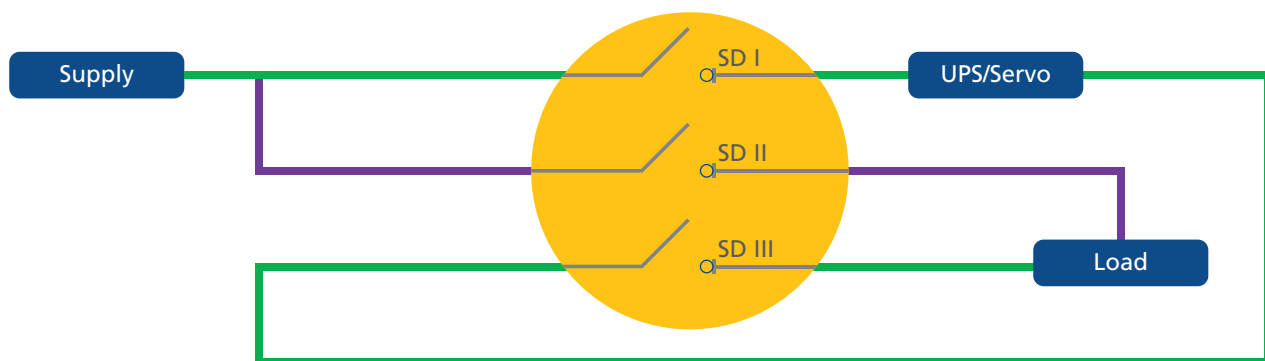 Supply
SD I
UPS/Servo
SD II
SD III
Load